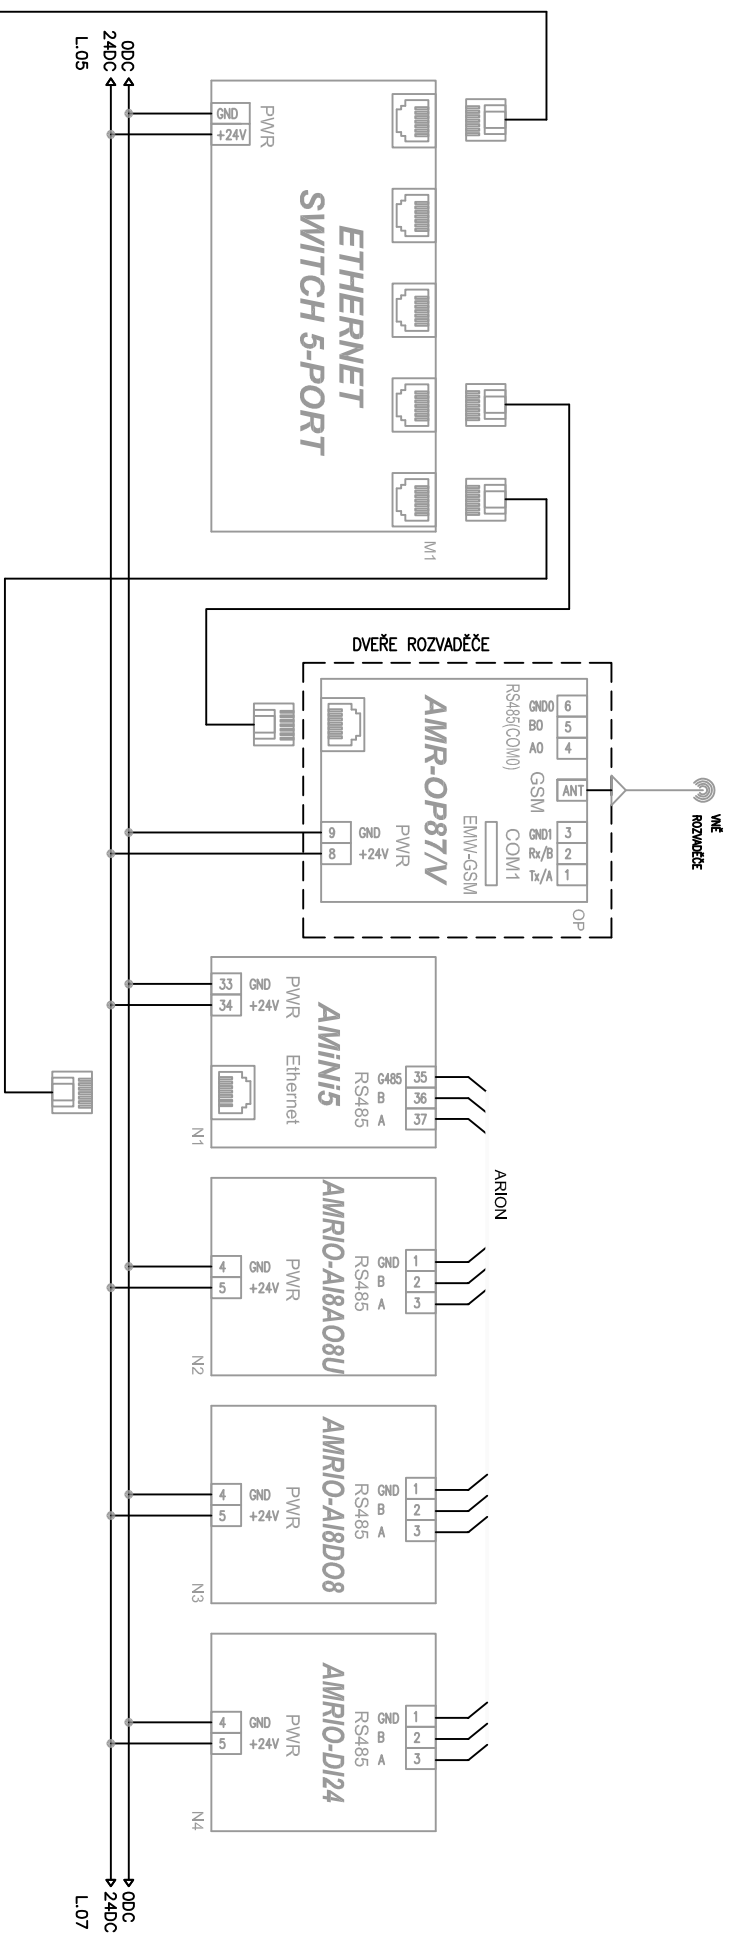 0DC
24DC
L.05
GND
+24V
PWR
ETHERNET
SWITCH 5-PORT
M1
DVEŘE ROZVADĚČE
AMR-OP87/V
RS485(COM0)
GND0 6
B0 5
A0 4
GSM
ANT
VNĚ
ROZVADĚČE
EMW-GSM
COM1
GND1 3
Rx/B 2
Tx/A 1
9 GND
8 +24V
PWR
OP
33 GND
34 +24V
PWR
AMiNi5
Ethernet
RS485
G485 35
B 36
A 37
N1
ARION
AMRIO-AI8AO8U
4 GND
5 +24V
PWR
RS485
GND 1
B 2
A 3
N2
AMRIO-AI8DO8
4 GND
5 +24V
PWR
RS485
GND 1
B 2
A 3
N3
AMRIO-DI24
4 GND
5 +24V
PWR
RS485
GND 1
B 2
A 3
N4
0DC
24DC
L.07